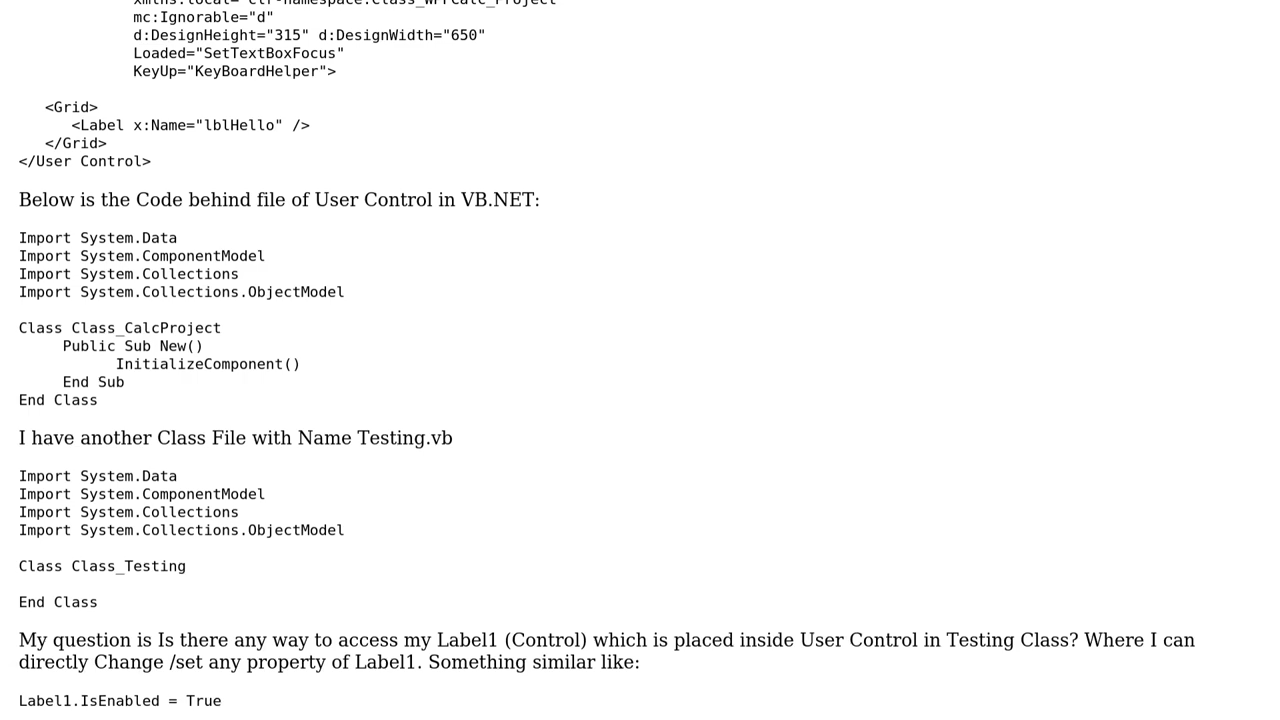 mc:Ignorable="d"
d:DesignHeight="315" d:DesignWidth="650"
Loaded="SetTextBoxFocus"
KeyUp="KeyBoardHelper">
<Grid>
<Label x:Name="lblHello" />
</Grid>
</User Control>
Below is the Code behind file of User Control in VB.NET:
Import System.Data
Import System.ComponentModel
Import System.Collections
Import System.Collections.ObjectModel
Class Class_CalcProject
Public Sub New()
InitializeComponent()
End Sub
End Class
I have another Class File with Name Testing.vb
Import System.Data
Import System.ComponentModel
Import System.Collections
Import System.Collections.ObjectModel
Class Class_Testing
End Class
My question is Is there any way to access my Label1 (Control) which is placed inside User Control in Testing Class? Where I can
directly Change /set any property of Label1. Something similar like:
Label1.IsEnabled = True